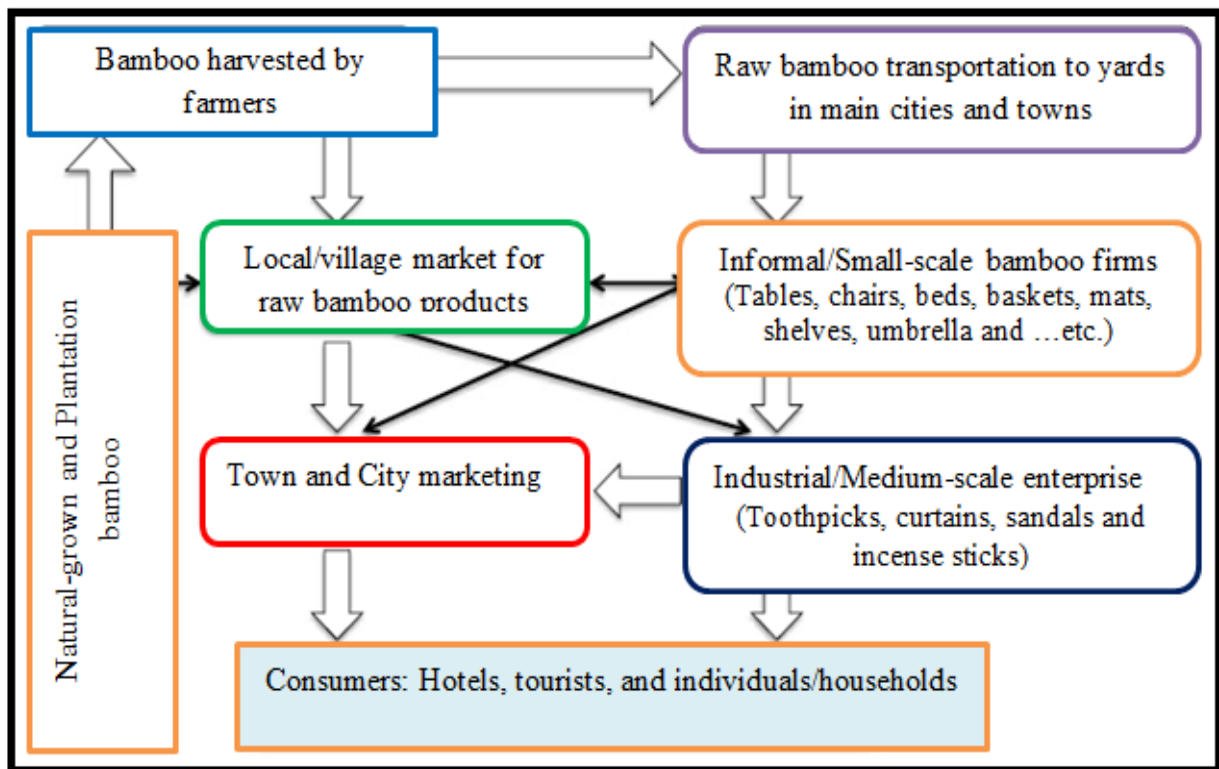 Bamboo harvested by
farmers
Raw bamboo transportation to yards
in main cities and towns
Local/village market for
raw bamboo products
Informal/Small-scale bamboo firms
(Tables, chairs, beds, baskets, mats,
shelves, umbrella and …etc.)
Natural-grown and Plantation
bamboo
Town and City marketing
Industrial/Medium-scale enterprise
(Toothpicks, curtains, sandals and
incense sticks)
Consumers: Hotels, tourists, and individuals/households